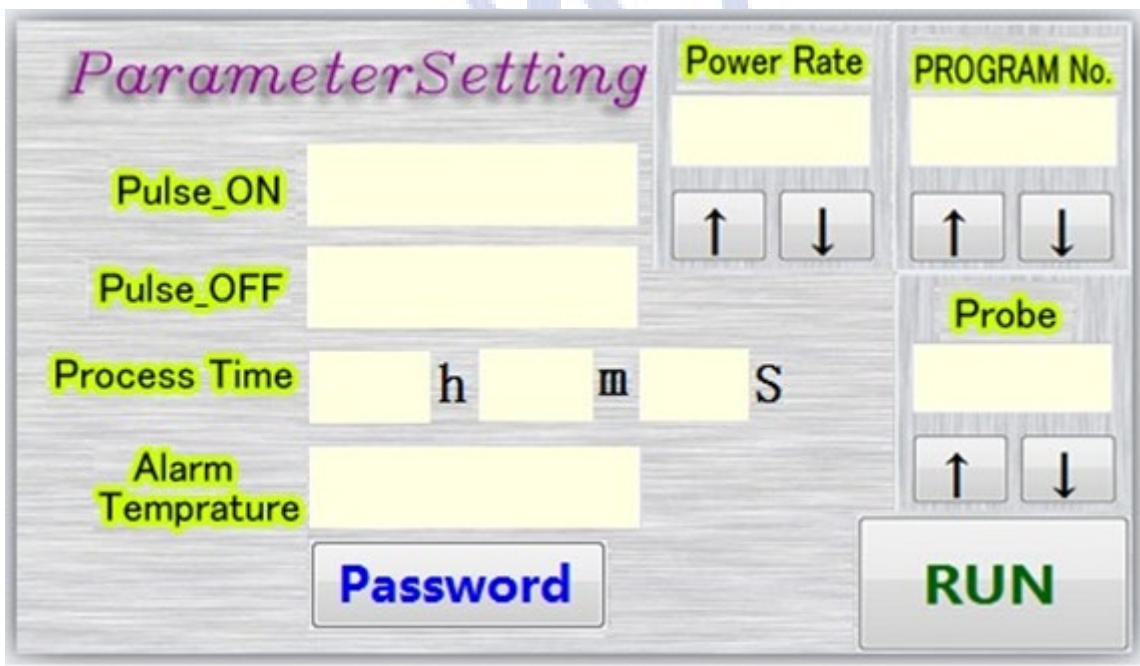 ParameterSetting
Power Rate
PROGRAM No.
↑ ↓
↑ ↓
Pulse_ON
Pulse_OFF
Process Time
h m S
Alarm
Temprature
Probe
↑ ↓
Password
RUN